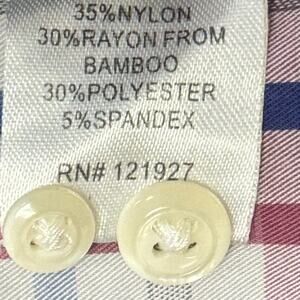 35%NYLON
30%RAYON FROM
BAMBOO
30%POLYESTER
5%SPANDEX
RN# 121927